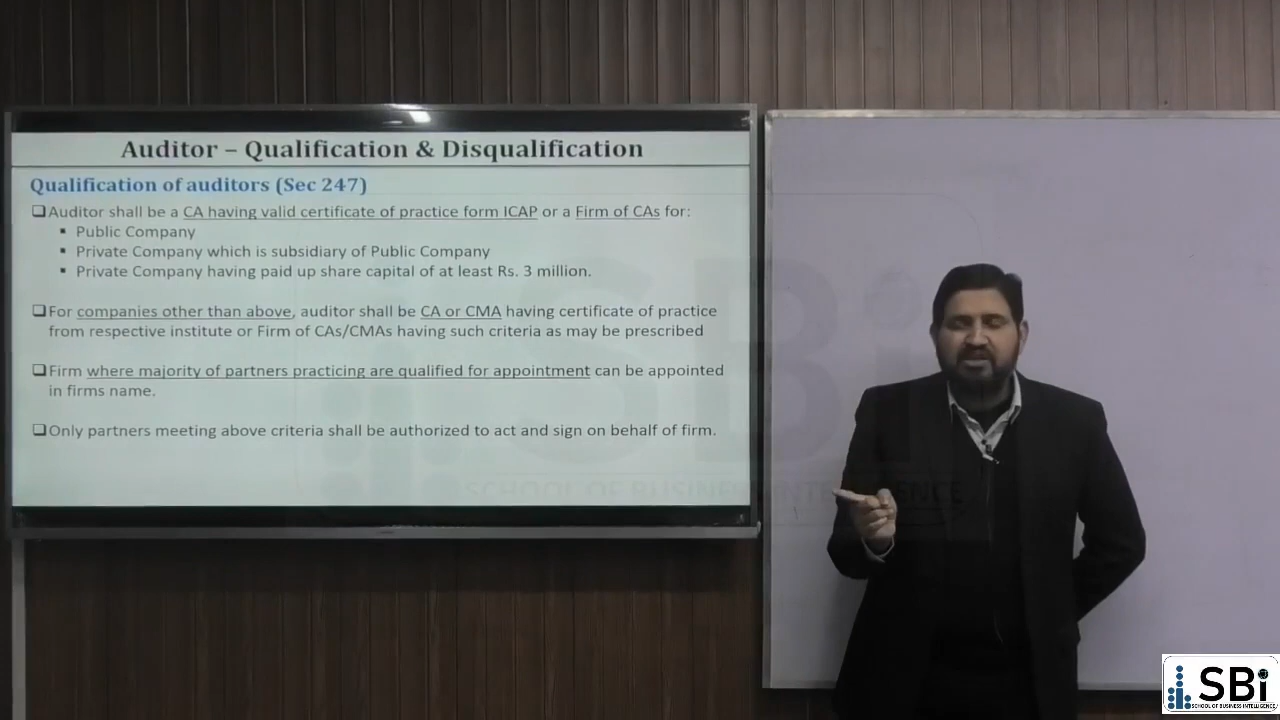 Auditor – Qualification & Disqualification
Qualification of auditors (Sec 247)
❑Auditor shall be a CA having valid certificate of practice form ICAP or a Firm of CAs for:
▪ Public Company
▪ Private Company which is subsidiary of Public Company
▪ Private Company having paid up share capital of at least Rs. 3 million.
❑For companies other than above, auditor shall be CA or CMA having certificate of practice
from respective institute or Firm of CAs/CMAs having such criteria as may be prescribed
❑Firm where majority of partners practicing are qualified for appointment can be appointed
in firms name.
❑Only partners meeting above criteria shall be authorized to act and sign on behalf of firm.
SBi
SCHOOL OF BUSINESS INTELLIGENCE
SBi
SCHOOL OF BUSINESS INTELLIGENCE